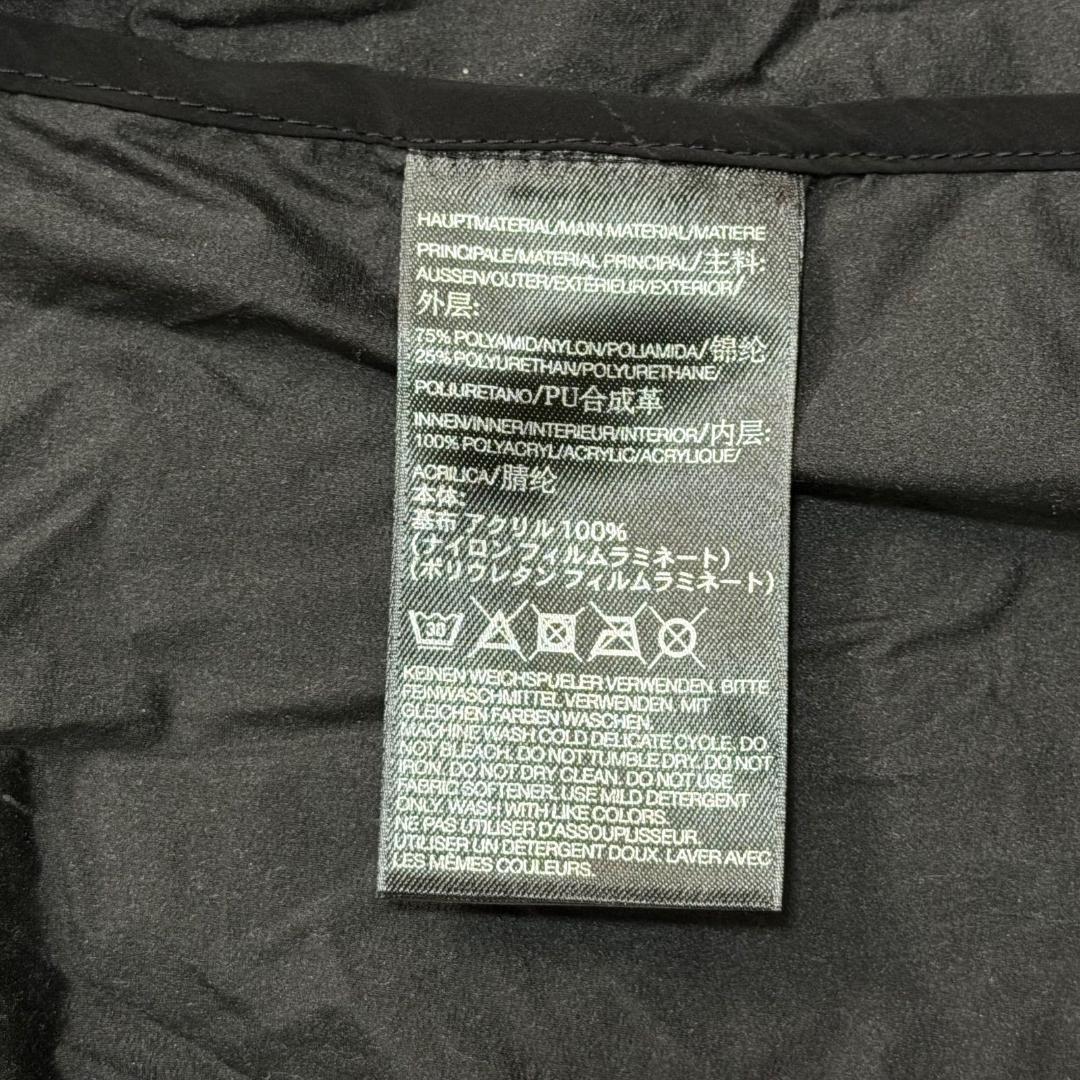 HAUPTMATERIAL/MAIN MATERIAL/MATIERE
PRINCIPALE/MATERIAL PRINCIPAL/主料:
AUSSEN/OUTER/EXTERIEUR/EXTERIOR/
外层:
75% POLYAMID/NYLON/POLIAMIDA/锦纶
25% POLYURETHAN/POLYURETHANE/
POLIURETANO/PU合成革
INNEN/INNER/INTERIEUR/INTERIOR/内层:
100% POLYACRYL/ACRYLIC/ACRYLIQUE/
ACRILICA/腈纶
本体:
基布 アクリル 100%
(ナイロン フィルムラミネート)
(ポリウレタン フィルムラミネート)
30
KEINEN WEICHSPUELER VERWENDEN. BITTE
FEINWASCHMITTEL VERWENDEN. MIT
GLEICHEN FARBEN WASCHEN.
MACHINE WASH COLD DELICATE CYCLE. DO
NOT BLEACH. DO NOT TUMBLE DRY. DO NOT
IRON. DO NOT DRY CLEAN. DO NOT USE
FABRIC SOFTENER. USE MILD DETERGENT
ONLY. WASH WITH LIKE COLORS.
NE PAS UTILISER D'ASSOUPLISSEUR.
UTILISER UN DÉTERGENT DOUX. LAVER AVEC
LES MÊMES COULEURS.